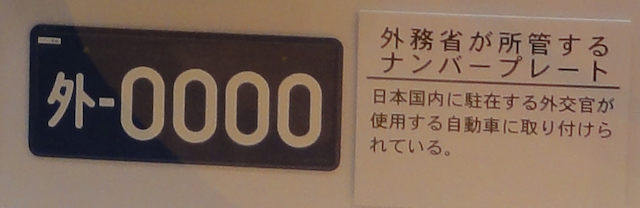 外-0000
外務省が所管する
ナンバープレート
日本国内に駐在する外交官が
使用する自動車に取り付けら
れている。